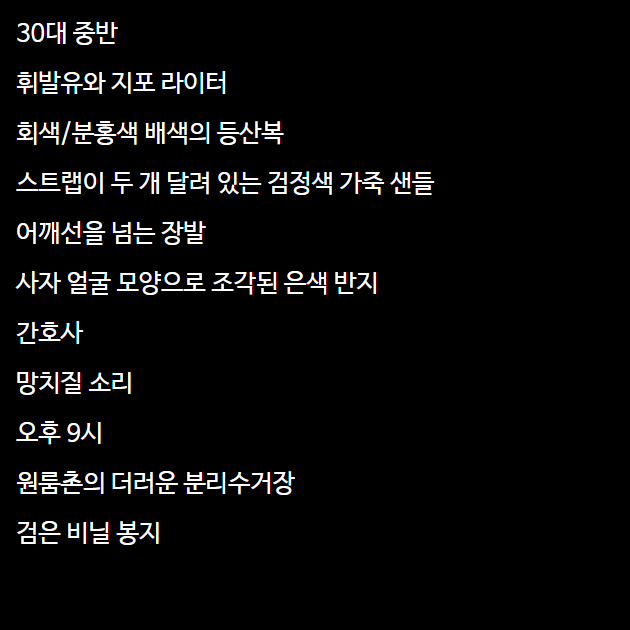 30대 중반
휘발유와 지포 라이터
회색/분홍색 배색의 등산복
스트랩이 두 개 달려 있는 검정색 가죽 샌들
어깨선을 넘는 장발
사자 얼굴 모양으로 조각된 은색 반지
간호사
망치질 소리
오후 9시
원룸촌의 더러운 분리수거장
검은 비닐 봉지